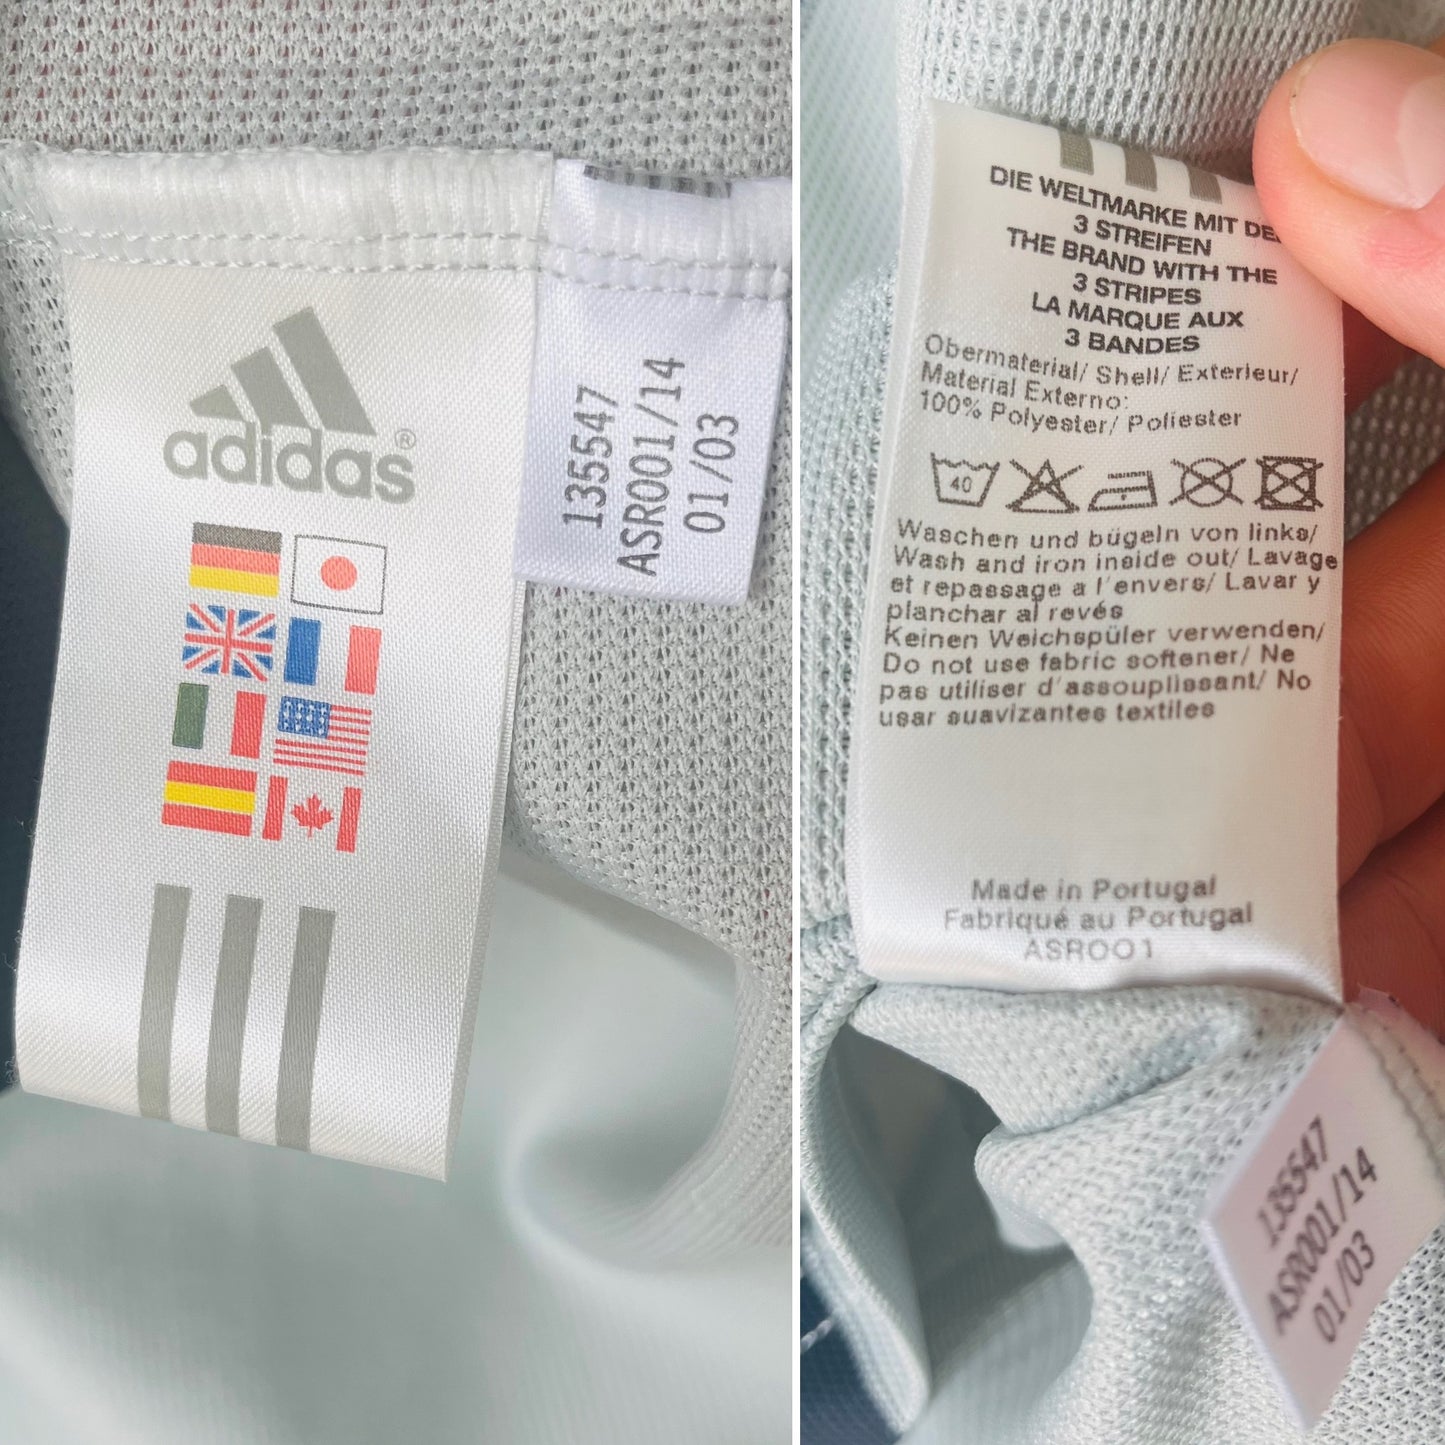 adidas®
135547
ASR001/14
01/03
DIE WELTMARKE MIT
3 STREIFEN
THE BRAND WITH THE
3 STRIPES
LA MARQUE AUX
3 BANDES
Obermaterial/ Shell/ Exterieur/
Material Externo:
100% Polyester/ Poliester
40
Waschen und bügeln von links/
Wash and iron inside out/ Lavage
et repassage a l'envers/ Lavar y
planchar al revés
Keinen Weichspüler verwenden/
Do not use fabric softener/ Ne
pas utiliser d'assouplissant/ No
usar suavizantes textiles
Made in Portugal
Fabriqué au Portugal
ASR001
135547
ASR001/14
01/03